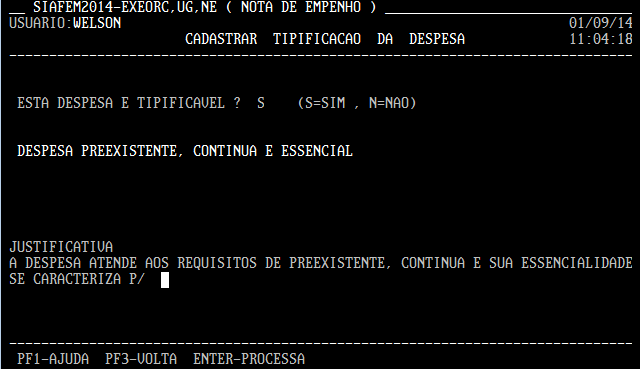 __ SIAFEM2014-EXEORC,UG,NE ( NOTA DE EMPENHO ) ________________________________
USUARIO:WELSON 01/09/14
CADASTRAR TIPIFICACAO DA DESPESA 11:04:18
--------------------------------------------------------------------------------
ESTA DESPESA E TIPIFICAVEL ? S (S=SIM , N=NAO)
DESPESA PREEXISTENTE, CONTINUA E ESSENCIAL
JUSTIFICATIVA
A DESPESA ATENDE AOS REQUISITOS DE PREEXISTENTE, CONTINUA E SUA ESSENCIALIDADE
SE CARACTERIZA P/
--------------------------------------------------------------------------------
PF1-AJUDA PF3-VOLTA ENTER-PROCESSA